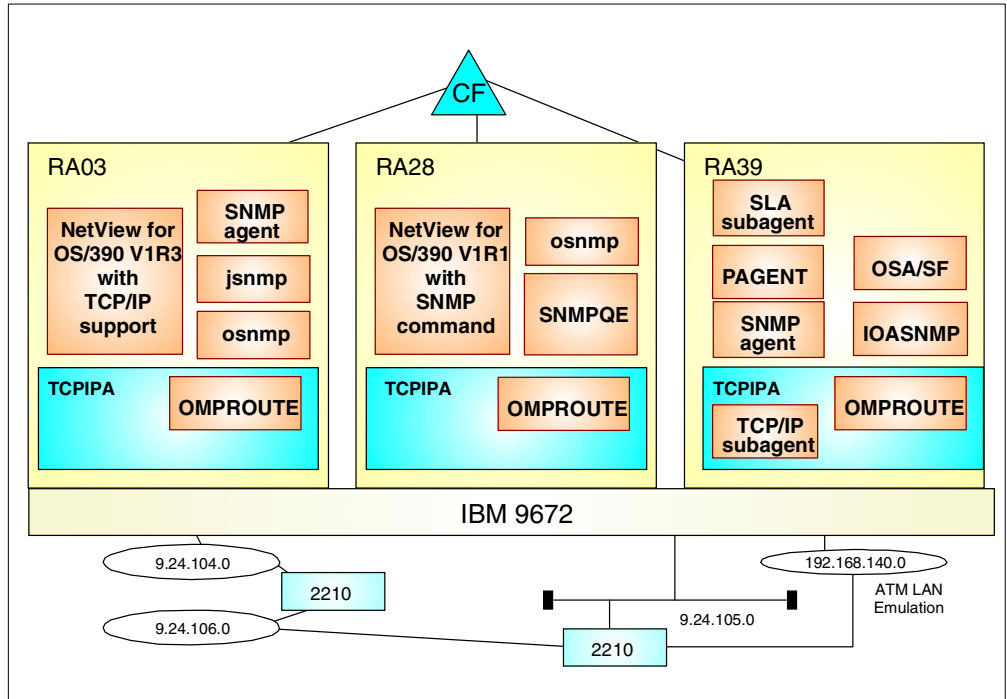 CF
RA03
NetView for
OS/390 V1R3
with
TCP/IP
support
SNMP
agent
jsnmp
osnmp
TCPIPA
OMPROUTE
RA28
NetView for
OS/390 V1R1
with
SNMP
command
osnmp
SNMPQE
TCPIPA
OMPROUTE
RA39
SLA
subagent
PAGENT
SNMP
agent
OSA/SF
IOASNMP
TCPIPA
TCP/IP
subagent
OMPROUTE
IBM 9672
9.24.104.0
2210
9.24.106.0
9.24.105.0
2210
192.168.140.0
ATM LAN
Emulation